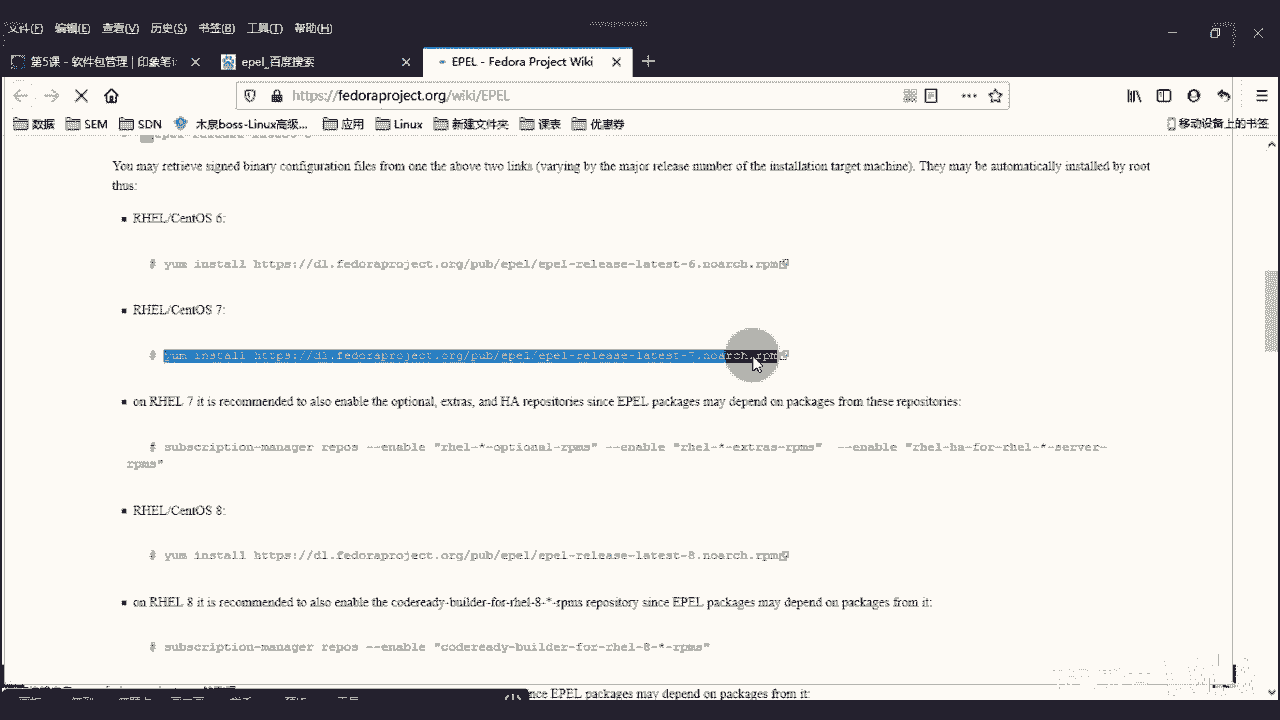 文件(F) 编辑(E) 查看(V) 历史(S) 书签(B) 工具(T) 帮助(H)
第5课 - 软件包管理 | 印象笔
epel_百度搜索
EPEL - Fedora Project Wiki
https://fedoraproject.org/wiki/EPEL
数据 SEM SDN 木泉boss-Linux高级... 应用 Linux 新建文件夹 课表 优惠券 移动设备上的书签
You may retrieve signed binary configuration files from one the above two links (varying by the major release number of the installation target machine). They may be automatically installed by root
thus:
RHEL/CentOS 6:
# yum install https://dl.fedoraproject.org/pub/epel/epel-release-latest-6.noarch.rpm
RHEL/CentOS 7:
# yum install https://dl.fedoraproject.org/pub/epel/epel-release-latest-7.noarch.rpm
on RHEL 7 it is recommended to also enable the optional, extras, and HA repositories since EPEL packages may depend on packages from these repositories:
# subscription-manager repos --enable "rhel-*-optional-rpms" --enable "rhel-*-extras-rpms" --enable "rhel-ha-for-rhel-*-server-
rpms"
RHEL/CentOS 8:
# yum install https://dl.fedoraproject.org/pub/epel/epel-release-latest-8.noarch.rpm
on RHEL 8 it is recommended to also enable the codeready-builder-for-rhel-8-*-rpms repository since EPEL packages may depend on packages from it:
# subscription-manager repos --enable "codeready-builder-for-rhel-8-*-rpms"
nce EPEL packages may depend on packages from it: